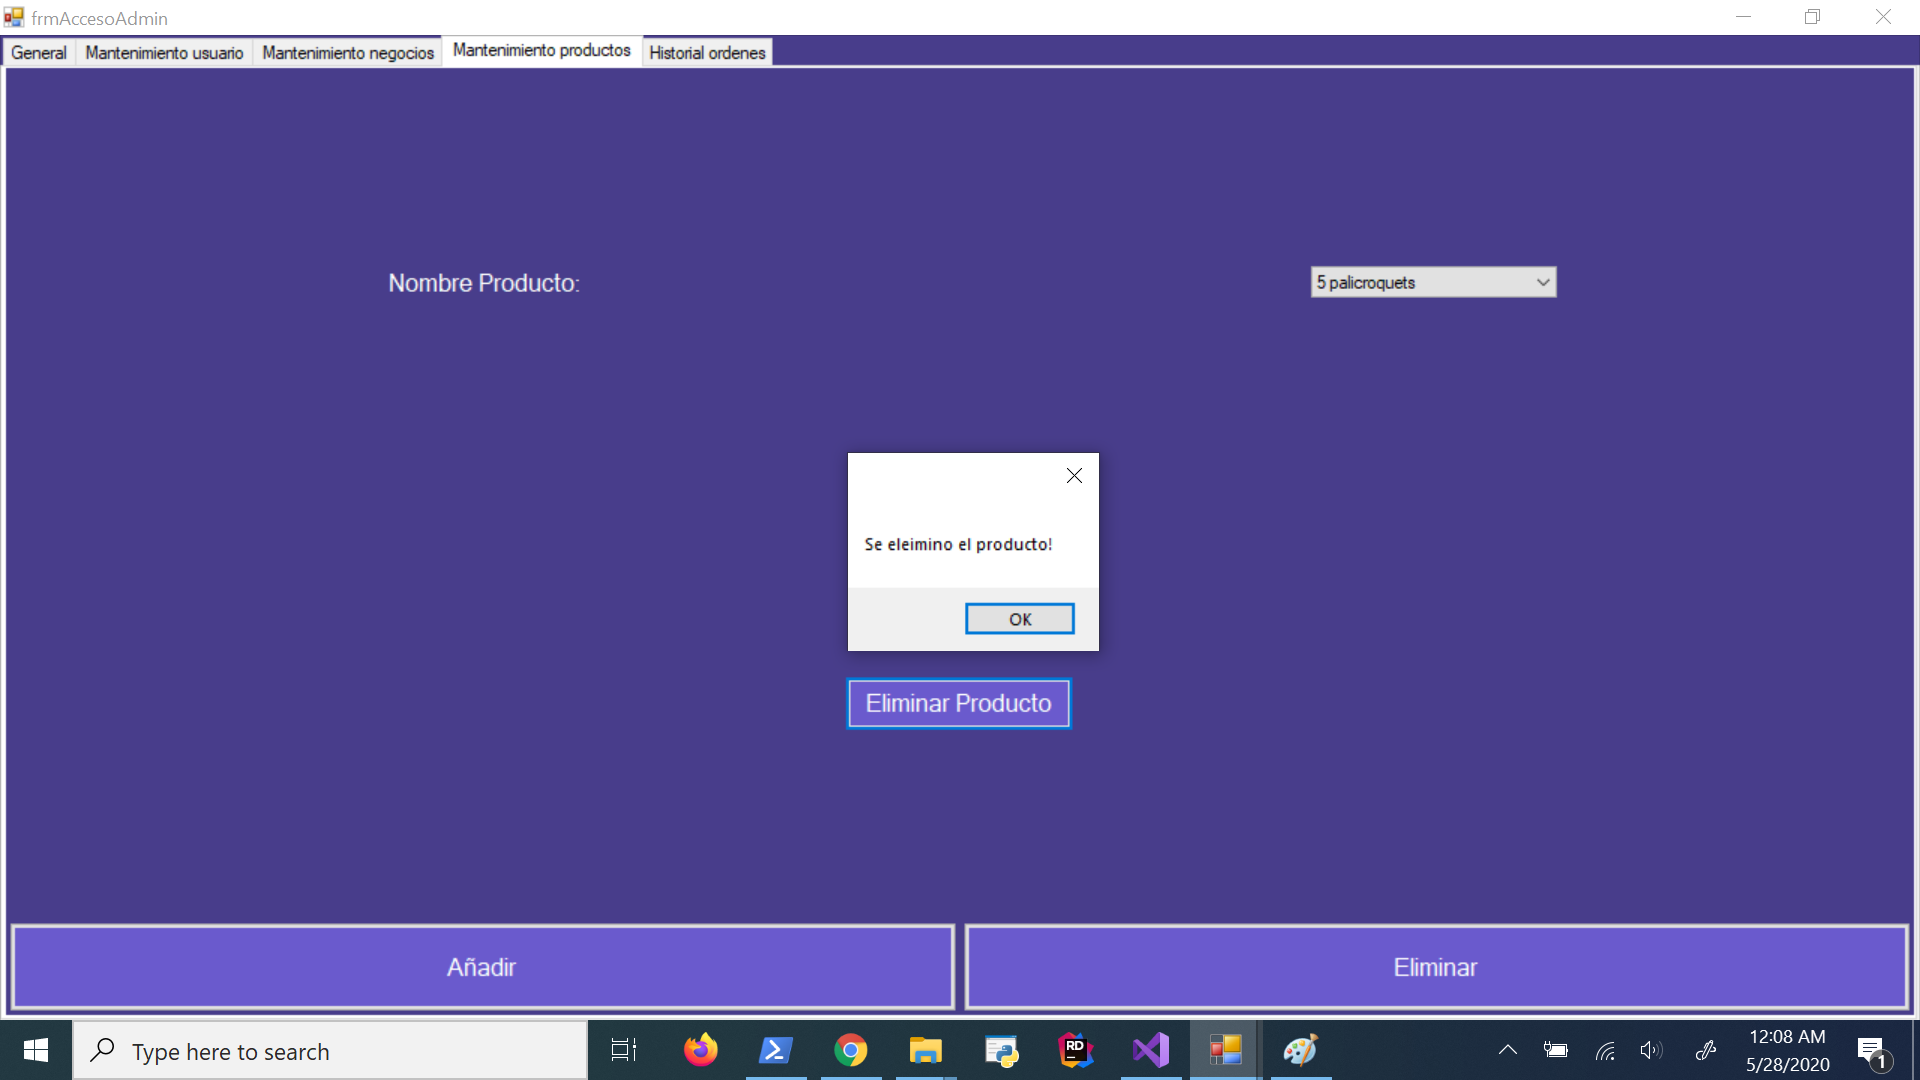 frmAccesoAdmin
General Mantenimiento usuario Mantenimiento negocios Mantenimiento productos Historial ordenes
Nombre Producto: 5 palicroquets
Se eleimino el producto!
OK
Eliminar Producto
Añadir Eliminar
Type here to search
RD
12:08 AM
5/28/2020
1